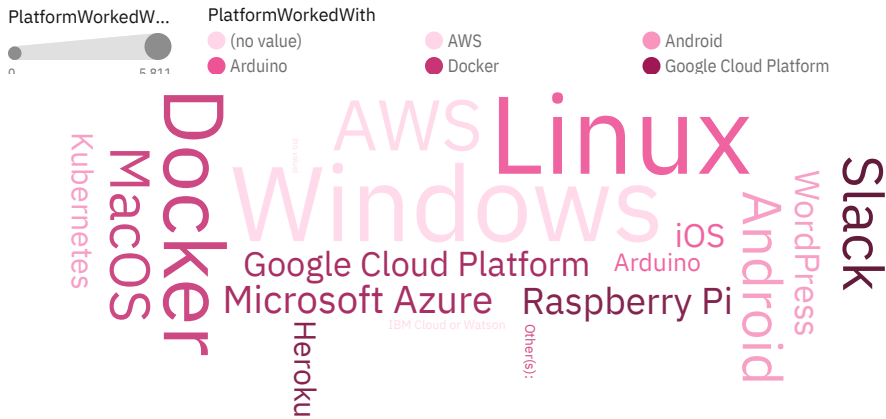 PlatformWorkedW...
0
5,811
PlatformWorkedWith
(no value)
AWS
Android
Arduino
Docker
Google Cloud Platform
Kubernetes
MacOS
Docker
AWS
Linux
Windows
Google Cloud Platform
iOS
Arduino
Microsoft Azure
Raspberry Pi
IBM Cloud or Watson
Heroku
Other(s):
Android
WordPress
Slack